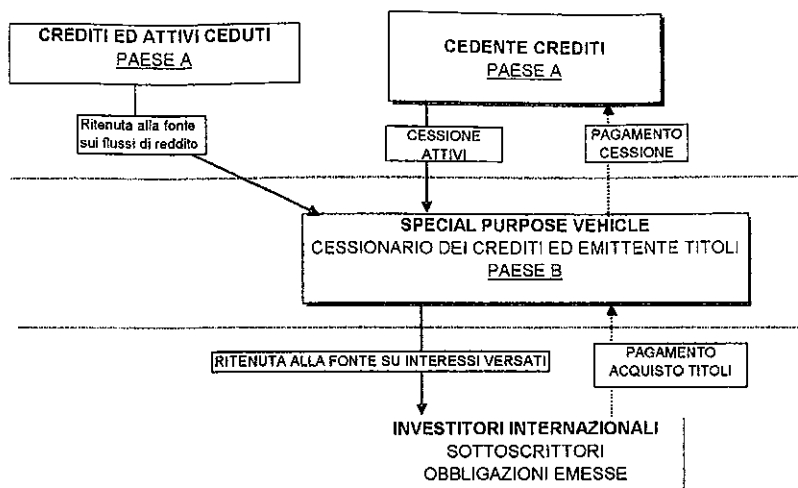 CREDITI ED ATTIVI CEDUTI
PAESE A
CEDENTE CREDITI
PAESE A
Ritenuta alla fonte
sui flussi di reddito
CESSIONE
ATTIVI
PAGAMENTO
CESSIONE
SPECIAL PURPOSE VEHICLE
CESSIONARIO DEI CREDITI ED EMITTENTE TITOLI
PAESE B
RITENUTA ALLA FONTE SU INTERESSI VERSATI
PAGAMENTO
ACQUISTO TITOLI
INVESTITORI INTERNAZIONALI
SOTTOSCRITTORI
OBBLIGAZIONI EMESSE